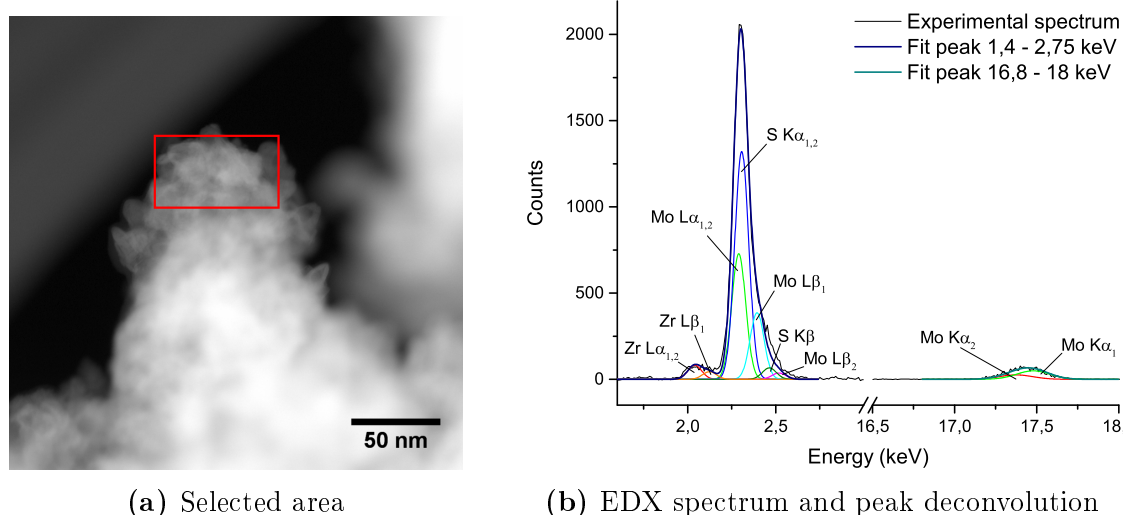 50 nm
(a) Selected area
Experimental spectrum
Fit peak 1,4 - 2,75 keV
Fit peak 16,8 - 18 keV
2000
1500
1000
500
0
Counts
S Kα1,2
Mo Lα1,2
Mo Lβ1
Zr Lβ1
Zr Lα1,2
S Kβ
Mo Lβ2
Mo Kα2
Mo Kα1
2,0 2,5 16,5 17,0 17,5 18
Energy (keV)
(b) EDX spectrum and peak deconvolution